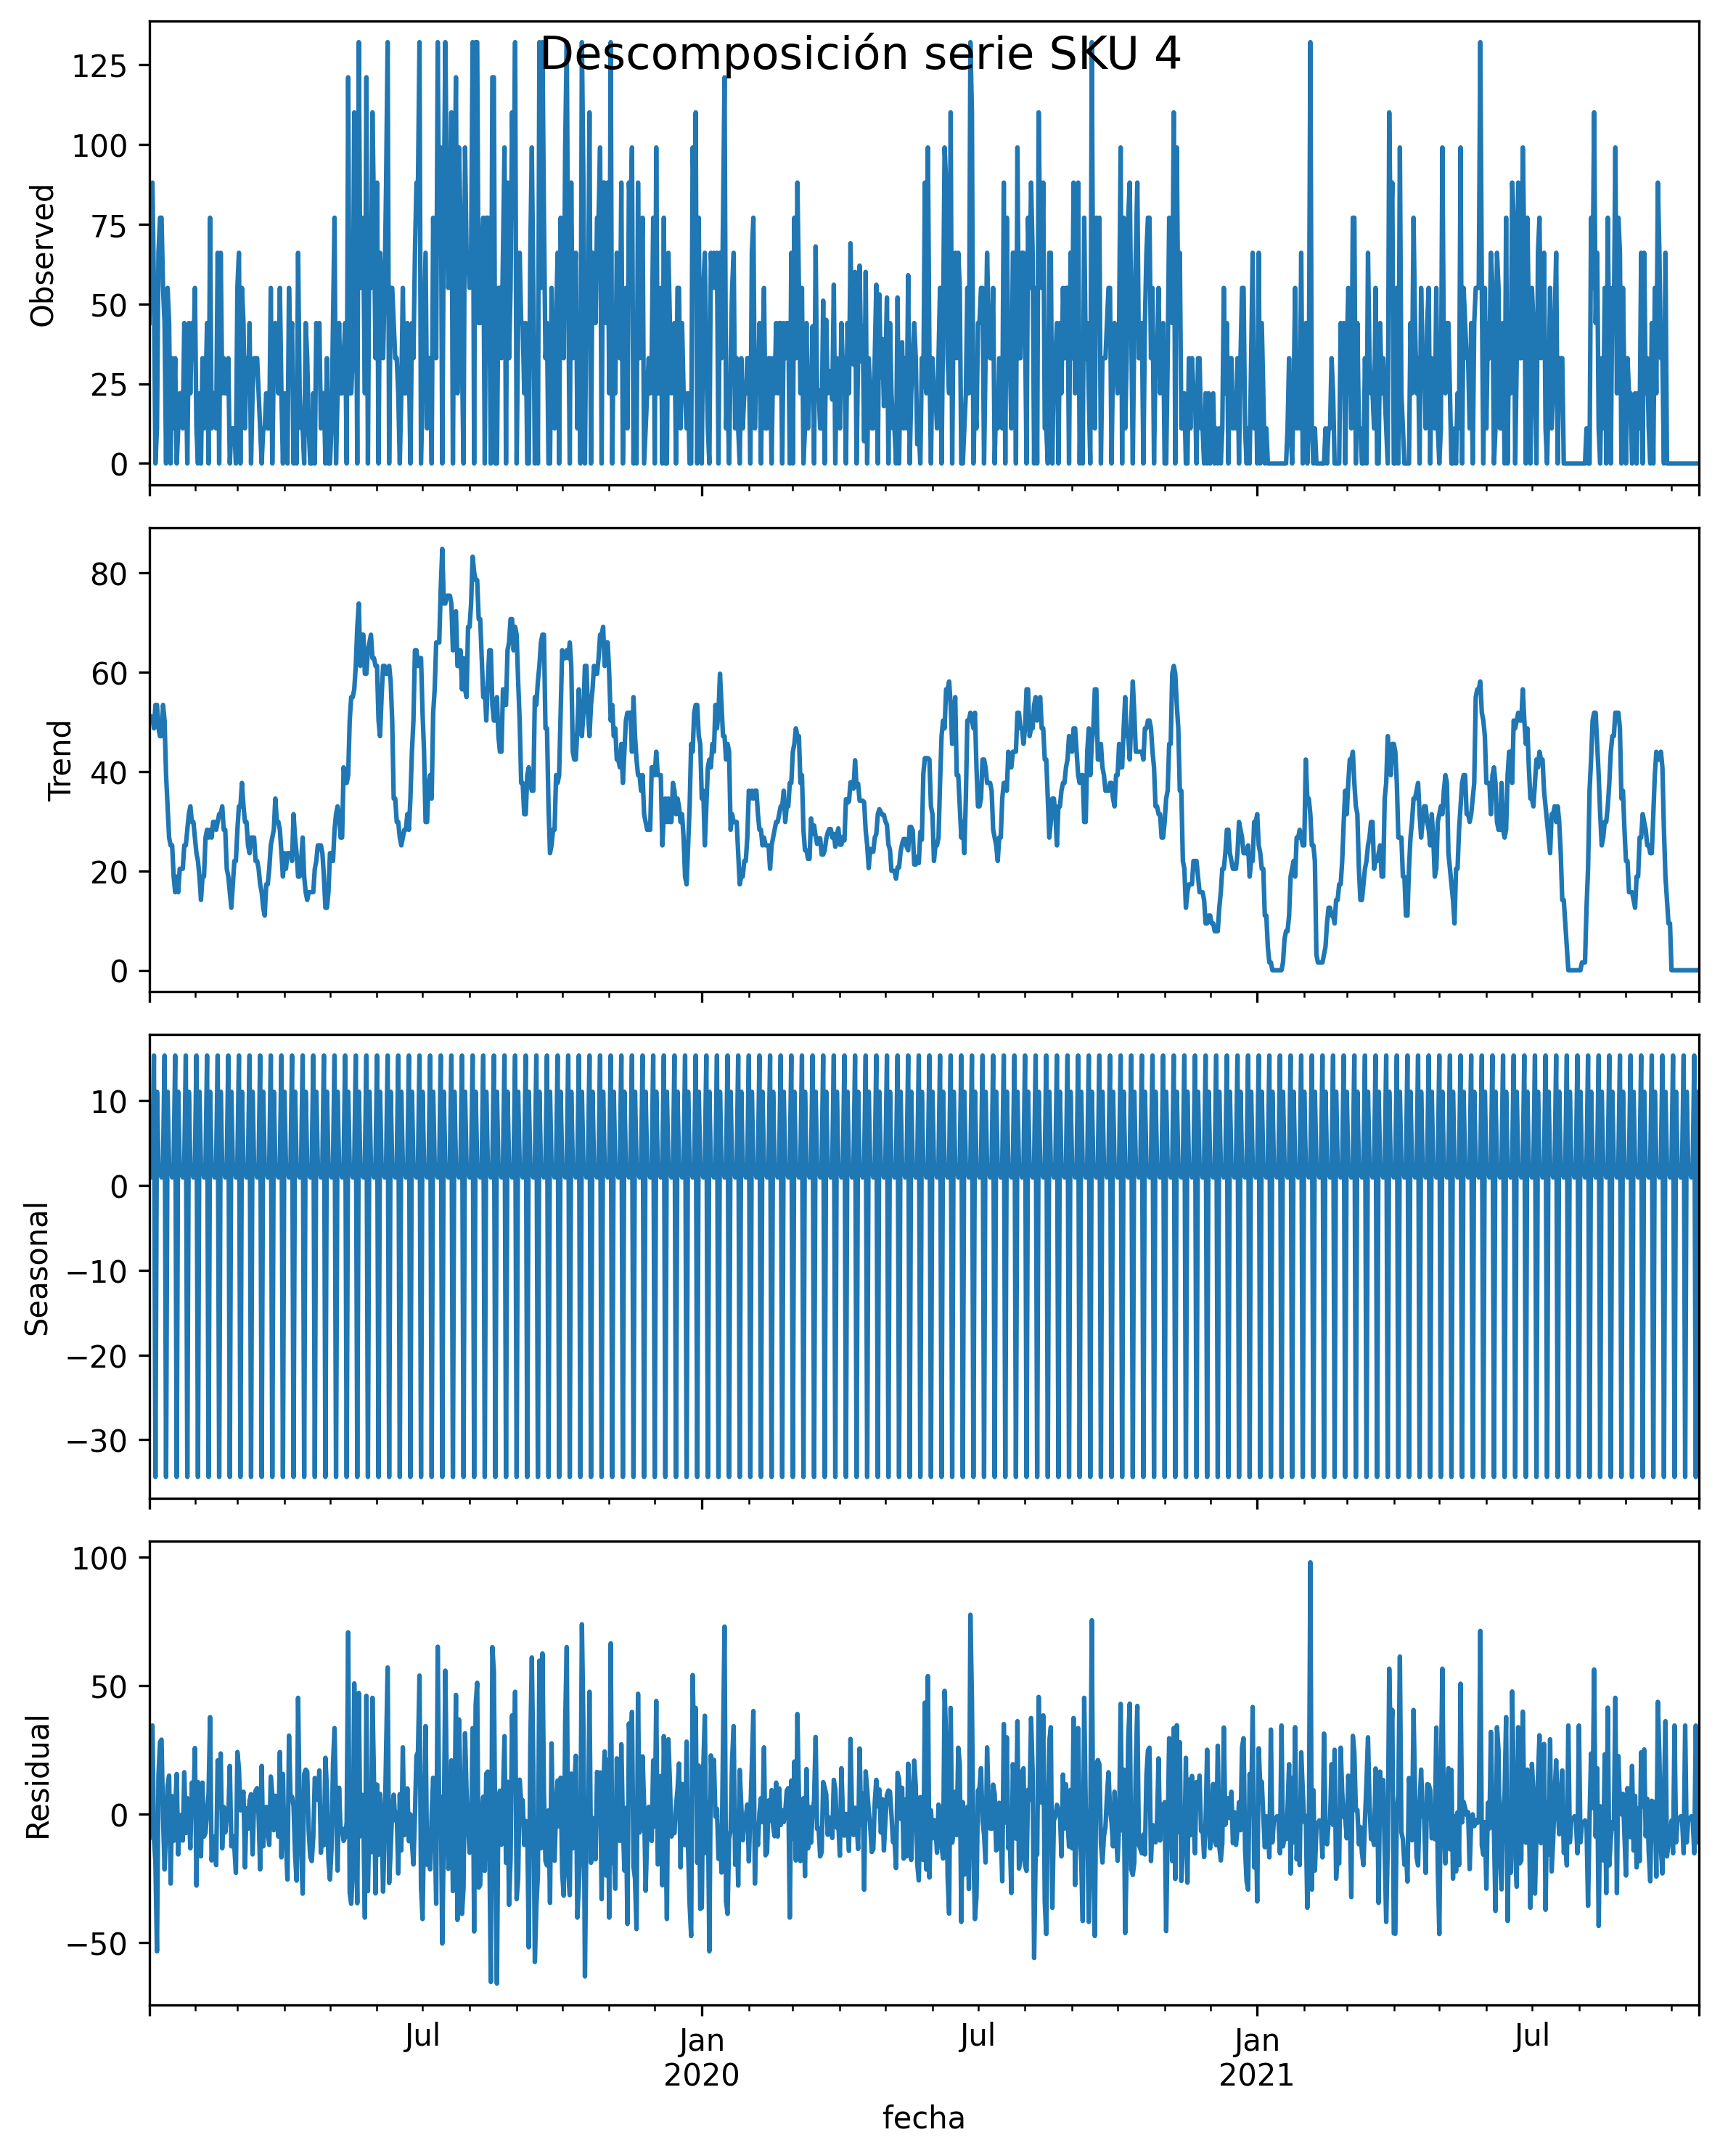 Descomposición serie SKU 4
125
100
75
50
25
0
Observed
80
60
40
20
0
Trend
10
0
−10
−20
−30
Seasonal
100
50
0
−50
Residual
Jul
Jan
2020
Jul
Jan
2021
Jul
fecha